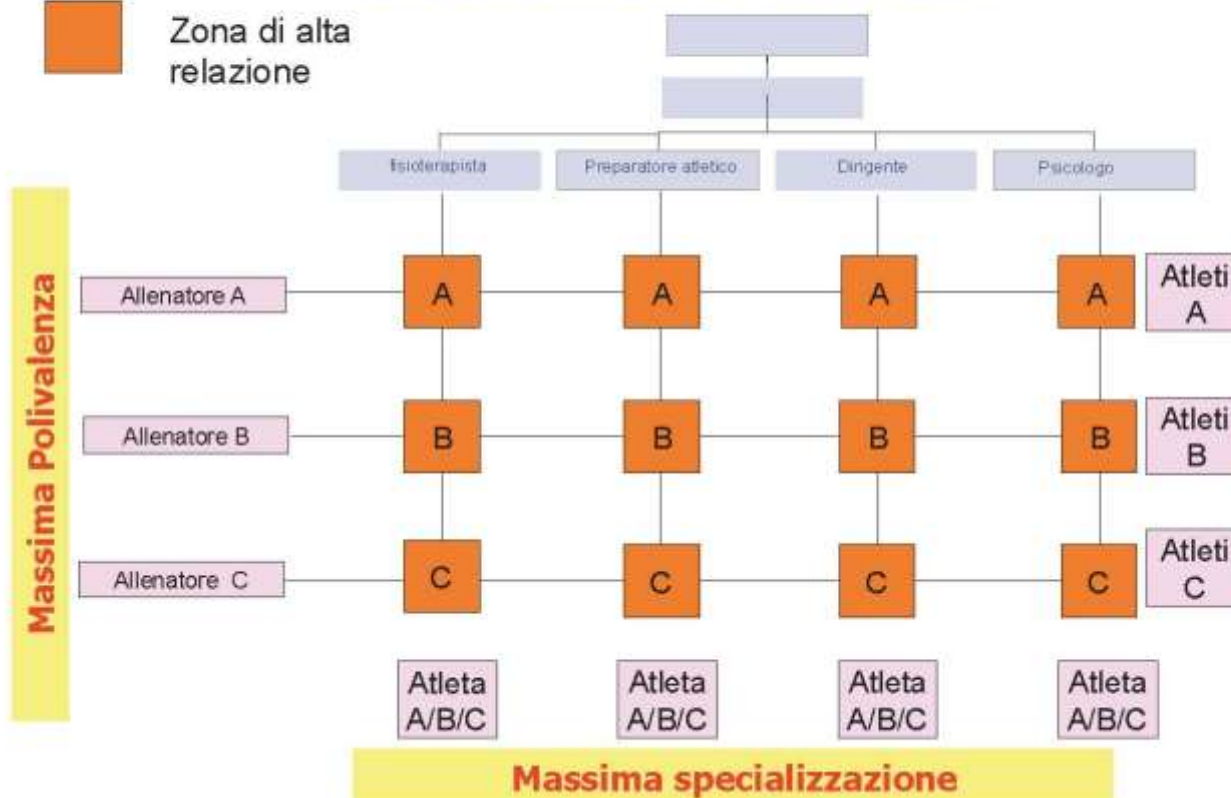 Zona di alta
relazione
fisioterapista
Preparatore atletico
Dirigente
Psicologo
Massima Polivalenza
Allenatore A
A
A
A
A
Atleti
A
Allenatore B
B
B
B
B
Atleti
B
Allenatore C
C
C
C
C
Atleti
C
Atleta
A/B/C
Atleta
A/B/C
Atleta
A/B/C
Atleta
A/B/C
Massima specializzazione